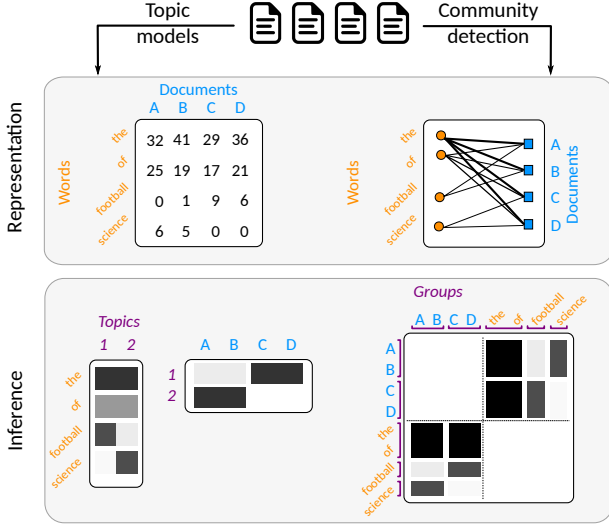 Topic
models
Community
detection
Representation
Documents
A B C D
Words
the
of
football
science
32 41 29 36
25 19 17 21
0 1 9 6
6 5 0 0
Words
the
of
football
science
A
B
C
D
Documents
Inference
Topics
1 2
the
of
football
science
A B C D
1
2
Groups
A B C D the of football science
A
B
C
D
the
of
football
science